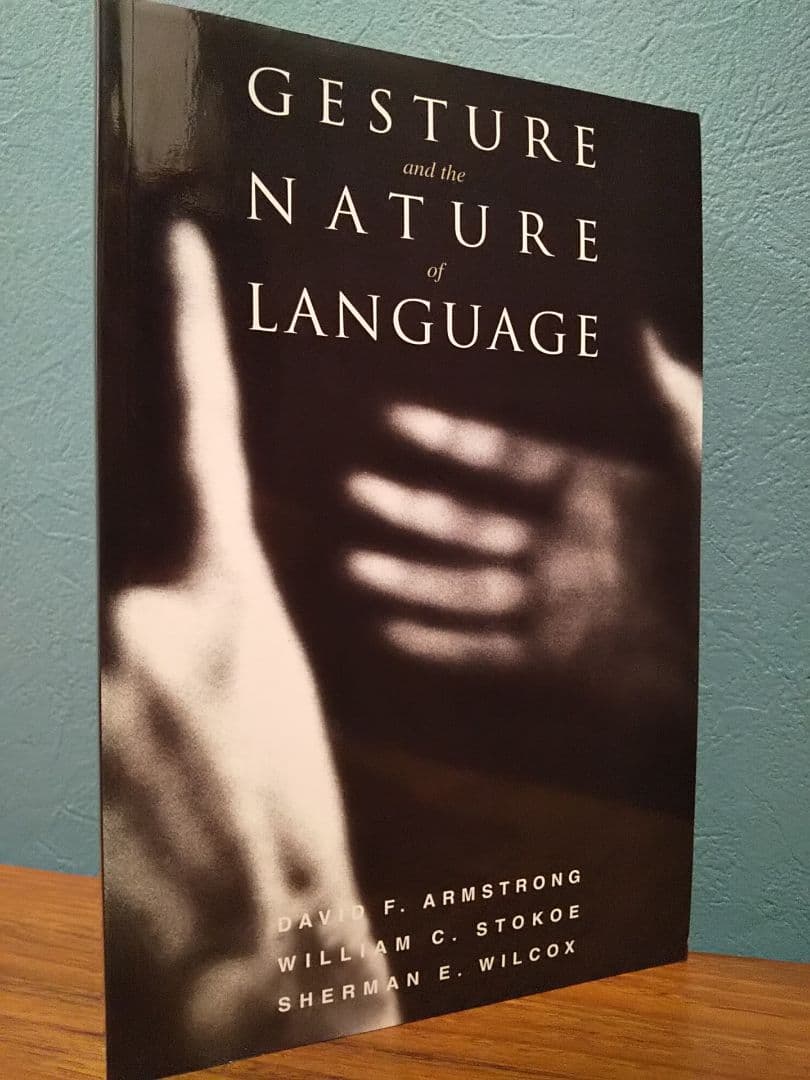 GESTURE
and the
NATURE
of
LANGUAGE
DAVID F. ARMSTRONG
WILLIAM C. STOKOE
SHERMAN E. WILCOX